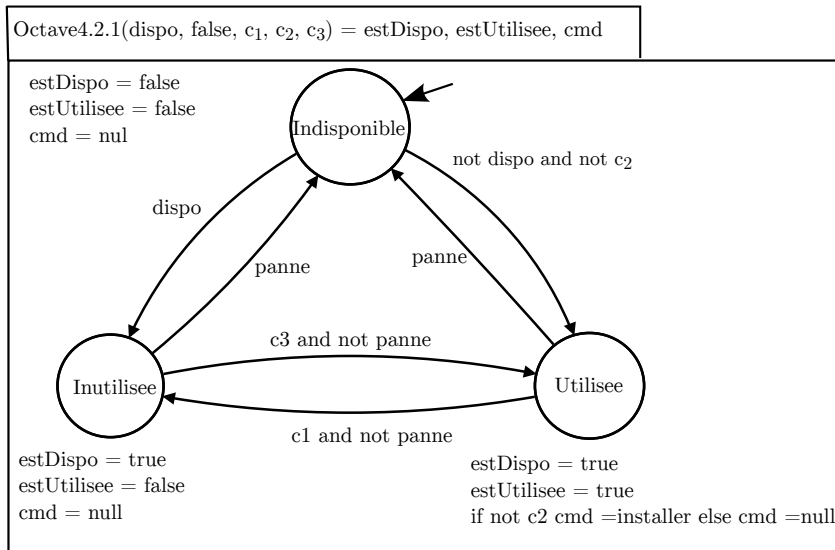 Octave4.2.1(dispo, false, c₁, c₂, c₃) = estDispo, estUtilisee, cmd
estDispo = false
estUtilisee = false
cmd = nul
Indisponible
not dispo and not c₂
dispo
panne
panne
c3 and not panne
Inutilisee
Utilisee
c1 and not panne
estDispo = true
estUtilisee = false
cmd = null
estDispo = true
estUtilisee = true
if not c2 cmd =installer else cmd =null